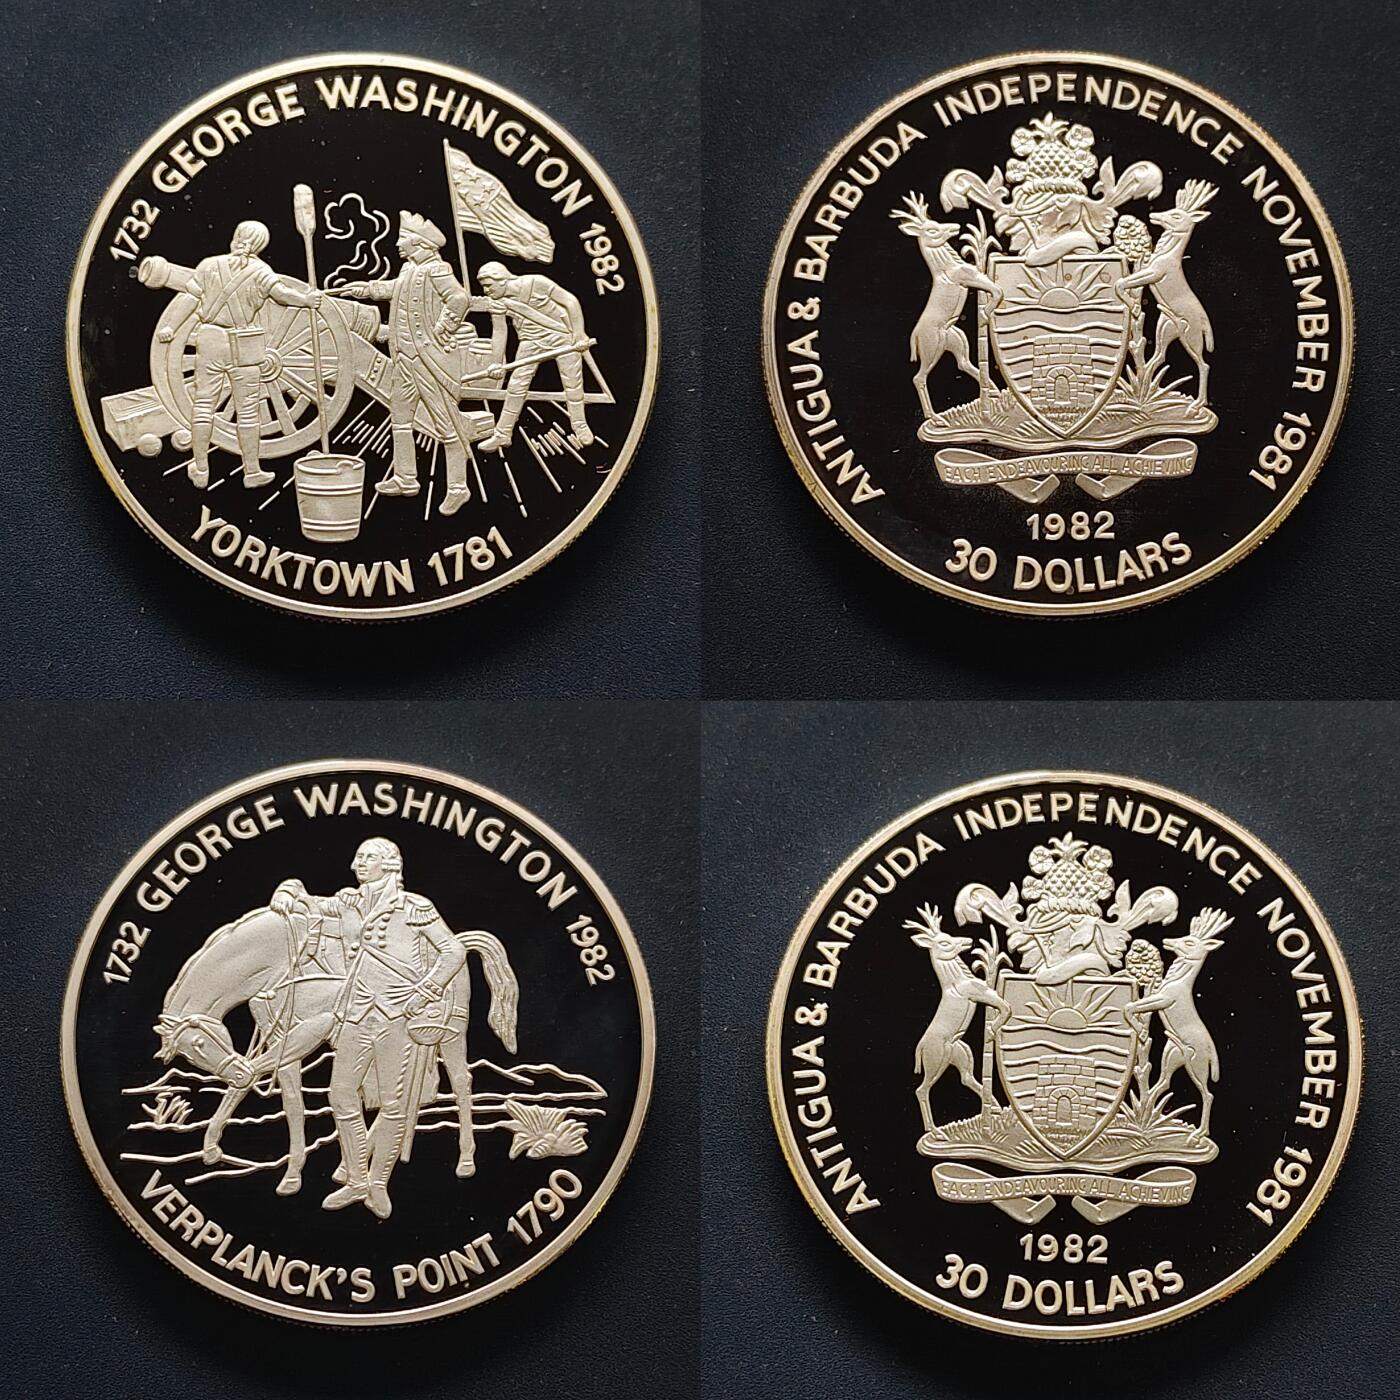 1732 GEORGE WASHINGTON 1982
YORKTOWN 1781
ANTIGUA & BARBUDA INDEPENDENCE NOVEMBER 1981
EACH ENDEAVOURING ALL ACHIEVING
1982
30 DOLLARS
1732 GEORGE WASHINGTON 1982
VERPLANCK'S POINT 1790
ANTIGUA & BARBUDA INDEPENDENCE NOVEMBER 1981
EACH ENDEAVOURING ALL ACHIEVING
1982
30 DOLLARS